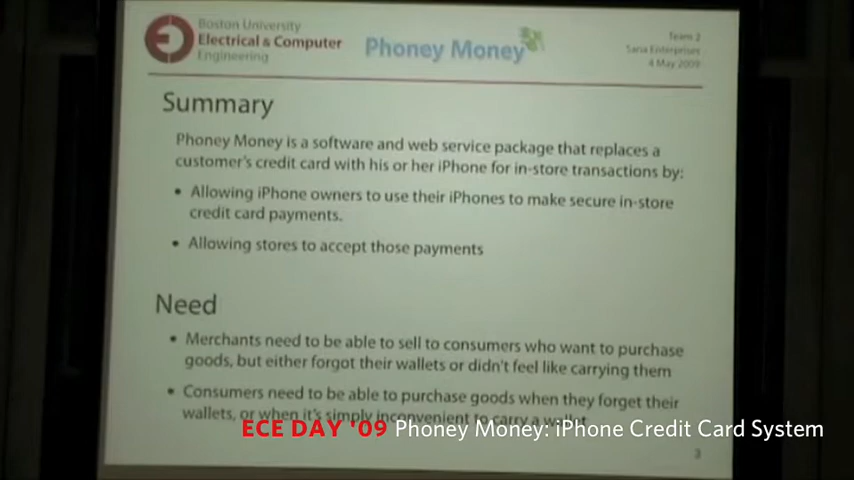 Boston University
Electrical & Computer
Engineering
Phoney Money
Team 2
Sana Enterprises
4 May 2009
Summary
Phoney Money is a software and web service package that replaces a
customer's credit card with his or her iPhone for in-store transactions by:
• Allowing iPhone owners to use their iPhones to make secure in-store
credit card payments.
• Allowing stores to accept those payments
Need
• Merchants need to be able to sell to consumers who want to purchase
goods, but either forgot their wallets or didn't feel like carrying them
• Consumers need to be able to purchase goods when they forget their
wallets, or when it's simply inconvenient to carry a wallet
ECE DAY '09 Phoney Money: iPhone Credit Card System
3